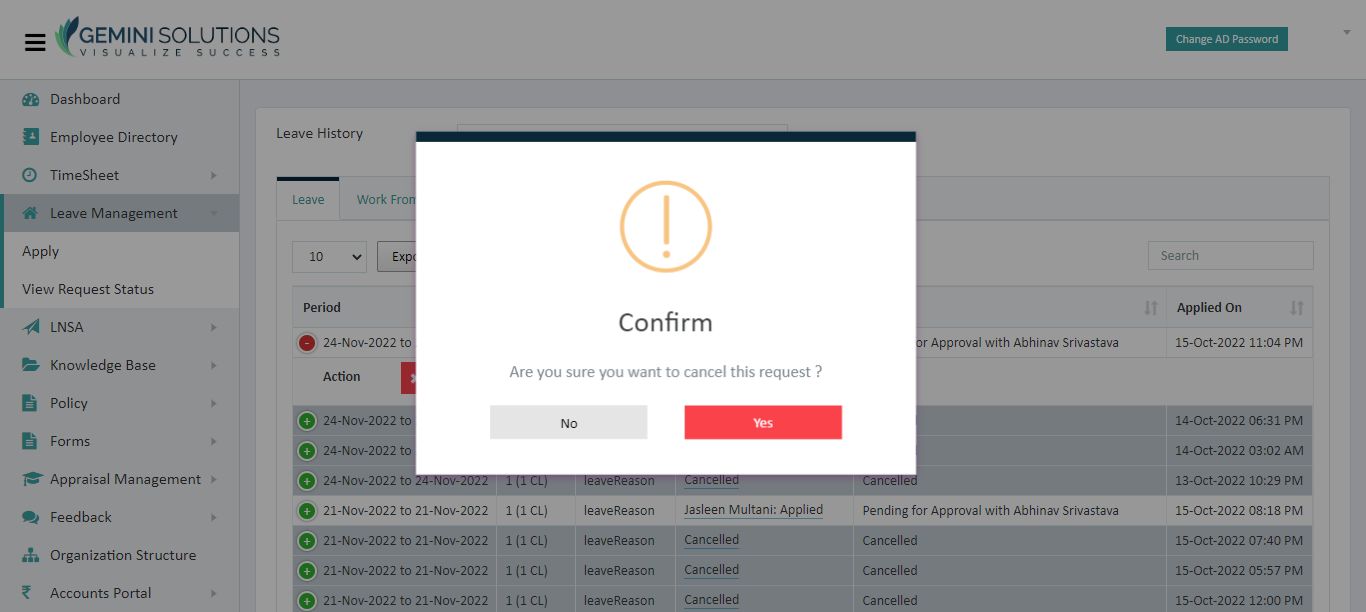 GEMINI SOLUTIONS
VISUALIZE SUCCESS
Change AD Password
Dashboard
Employee Directory
TimeSheet
Leave Management
Apply
View Request Status
LNSA
Knowledge Base
Policy
Forms
Appraisal Management
Feedback
Organization Structure
Accounts Portal
Leave History
Leave
Work From
10
Expo
Search
Period
Applied On
24-Nov-2022 to
or Approval with Abhinav Srivastava
15-Oct-2022 11:04 PM
Action
24-Nov-2022 to
14-Oct-2022 06:31 PM
24-Nov-2022 to
14-Oct-2022 03:02 AM
24-Nov-2022 to 24-Nov-2022 1 (1 CL) leaveReason Cancelled Cancelled 13-Oct-2022 10:29 PM
21-Nov-2022 to 21-Nov-2022 1 (1 CL) leaveReason Jasleen Multani: Applied Pending for Approval with Abhinav Srivastava 15-Oct-2022 08:18 PM
21-Nov-2022 to 21-Nov-2022 1 (1 CL) leaveReason Cancelled Cancelled 15-Oct-2022 07:40 PM
21-Nov-2022 to 21-Nov-2022 1 (1 CL) leaveReason Cancelled Cancelled 15-Oct-2022 05:57 PM
21-Nov-2022 to 21-Nov-2022 1 (1 CL) leaveReason Cancelled Cancelled 15-Oct-2022 12:00 PM
Confirm
Are you sure you want to cancel this request ?
No
Yes